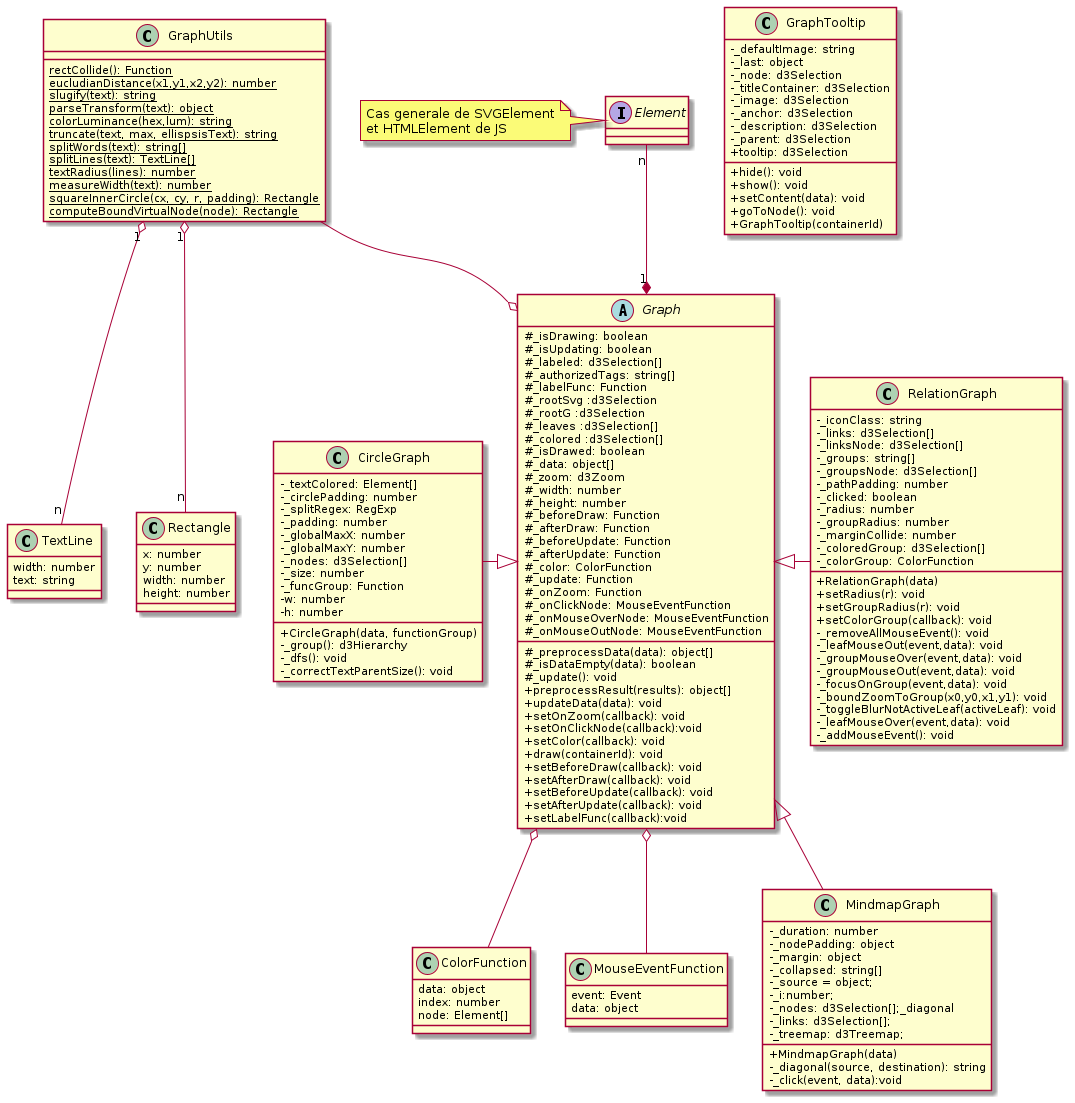 C GraphUtils
rectCollide(): Function
eucludianDistance(x1,y1,x2,y2): number
slugify(text): string
parseTransform(text): object
colorLuminance(hex,lum): string
truncate(text, max, ellispsisText): string
splitWords(text): string[]
splitLines(text): TextLine[]
textRadius(lines): number
measureWidth(text): number
squareInnerCircle(cx, cy, r, padding): Rectangle
computeBoundVirtualNode(node): Rectangle
Cas generale de SVGElement
et HTMLElement de JS
I Element
C GraphTooltip
-_defaultImage: string
-_last: object
-_node: d3Selection
-_titleContainer: d3Selection
-_image: d3Selection
-_anchor: d3Selection
-_description: d3Selection
-_parent: d3Selection
+tooltip: d3Selection
+hide(): void
+show(): void
+setContent(data): void
+goToNode(): void
+GraphTooltip(containerId)
n
1
1
1
A Graph
#_isDrawing: boolean
#_isUpdating: boolean
#_labeled: d3Selection[]
#_authorizedTags: string[]
#_labelFunc: Function
#_rootSvg :d3Selection
#_rootG :d3Selection
#_leaves :d3Selection[]
#_colored :d3Selection[]
#_isDrawed: boolean
#_data: object[]
#_zoom: d3Zoom
#_width: number
#_height: number
#_beforeDraw: Function
#_afterDraw: Function
#_beforeUpdate: Function
#_afterUpdate: Function
#_color: ColorFunction
#_update: Function
#_onZoom: Function
#_onClickNode: MouseEventFunction
#_onMouseOverNode: MouseEventFunction
#_onMouseOutNode: MouseEventFunction
#_preprocessData(data): object[]
#_isDataEmpty(data): boolean
#_update(): void
+preprocessResult(results): object[]
+updateData(data): void
+setOnZoom(callback): void
+setOnClickNode(callback):void
+setColor(callback): void
+draw(containerId): void
+setBeforeDraw(callback): void
+setAfterDraw(callback): void
+setBeforeUpdate(callback): void
+setAfterUpdate(callback): void
+setLabelFunc(callback):void
C CircleGraph
-_textColored: Element[]
-_circlePadding: number
-_splitRegex: RegExp
-_padding: number
-_globalMaxX: number
-_globalMaxY: number
-_nodes: d3Selection[]
-_size: number
-_funcGroup: Function
-w: number
-h: number
+CircleGraph(data, functionGroup)
-_group(): d3Hierarchy
-_dfs(): void
-_correctTextParentSize(): void
C RelationGraph
-_iconClass: string
-_links: d3Selection[]
-_linksNode: d3Selection[]
-_groups: string[]
-_groupsNode: d3Selection[]
-_pathPadding: number
-_clicked: boolean
-_radius: number
-_groupRadius: number
-_marginCollide: number
-_coloredGroup: d3Selection[]
-_colorGroup: ColorFunction
+RelationGraph(data)
+setRadius(r): void
+setGroupRadius(r): void
+setColorGroup(callback): void
-_removeAllMouseEvent(): void
-_leafMouseOut(event,data): void
-_groupMouseOver(event,data): void
-_groupMouseOut(event,data): void
-_focusOnGroup(event,data): void
-_boundZoomToGroup(x0,y0,x1,y1): void
-_toggleBlurNotActiveLeaf(activeLeaf): void
-_leafMouseOver(event,data): void
-_addMouseEvent(): void
n
n
C TextLine
width: number
text: string
C Rectangle
x: number
y: number
width: number
height: number
C ColorFunction
data: object
index: number
node: Element[]
C MouseEventFunction
event: Event
data: object
C MindmapGraph
-_duration: number
-_nodePadding: object
-_margin: object
-_collapsed: string[]
-_source = object;
-_i:number;
-_nodes: d3Selection[];_diagonal
-_links: d3Selection[];
-_treemap: d3Treemap;
+MindmapGraph(data)
-_diagonal(source, destination): string
-_click(event, data):void